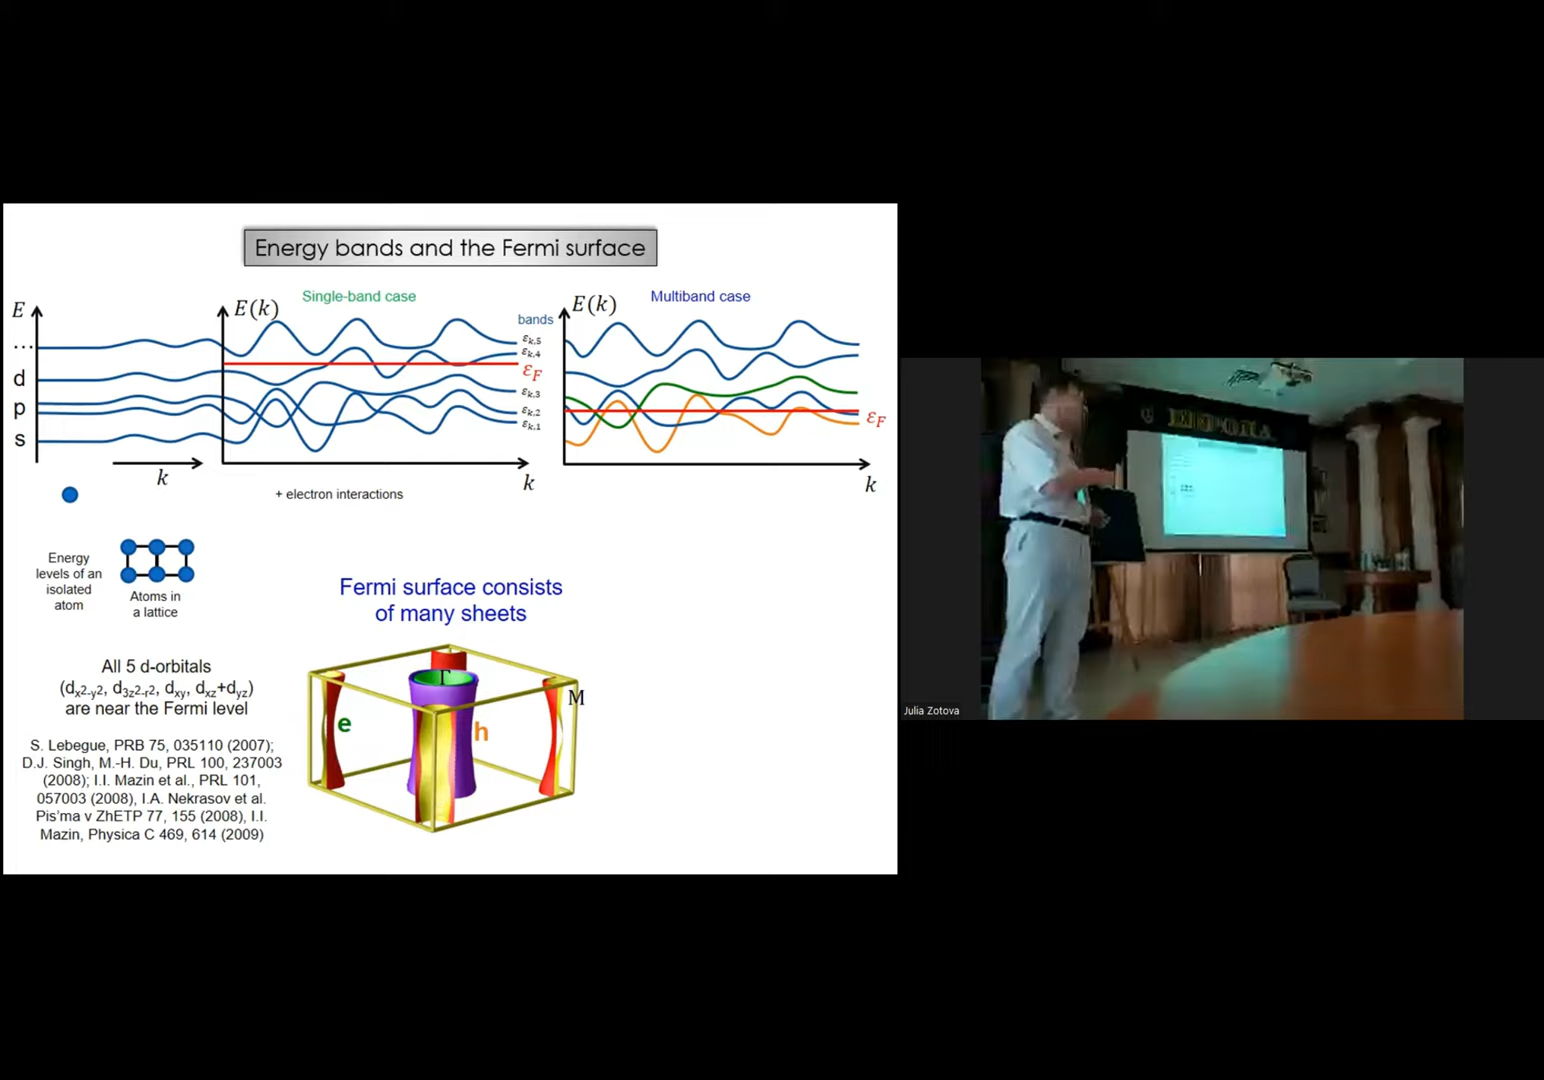 Energy bands and the Fermi surface
E
...
d
p
s
k
E(k)
Single-band case
bands
εk,5
εk,4
εF
εk,3
εk,2
εk,1
k
+ electron interactions
E(k)
Multiband case
εF
k
Energy
levels of an
isolated
atom
Atoms in
a lattice
Fermi surface consists
of many sheets
All 5 d-orbitals
(dx2-y2, d3z2-r2, dxy, dxz+dyz)
are near the Fermi level
S. Lebegue, PRB 75, 035110 (2007);
D.J. Singh, M.-H. Du, PRL 100, 237003
(2008); I.I. Mazin et al., PRL 101,
057003 (2008), I.A. Nekrasov et al.
Pis'ma v ZhETP 77, 155 (2008), I.I.
Mazin, Physica C 469, 614 (2009)
Γ
M
e
h
Julia Zotova